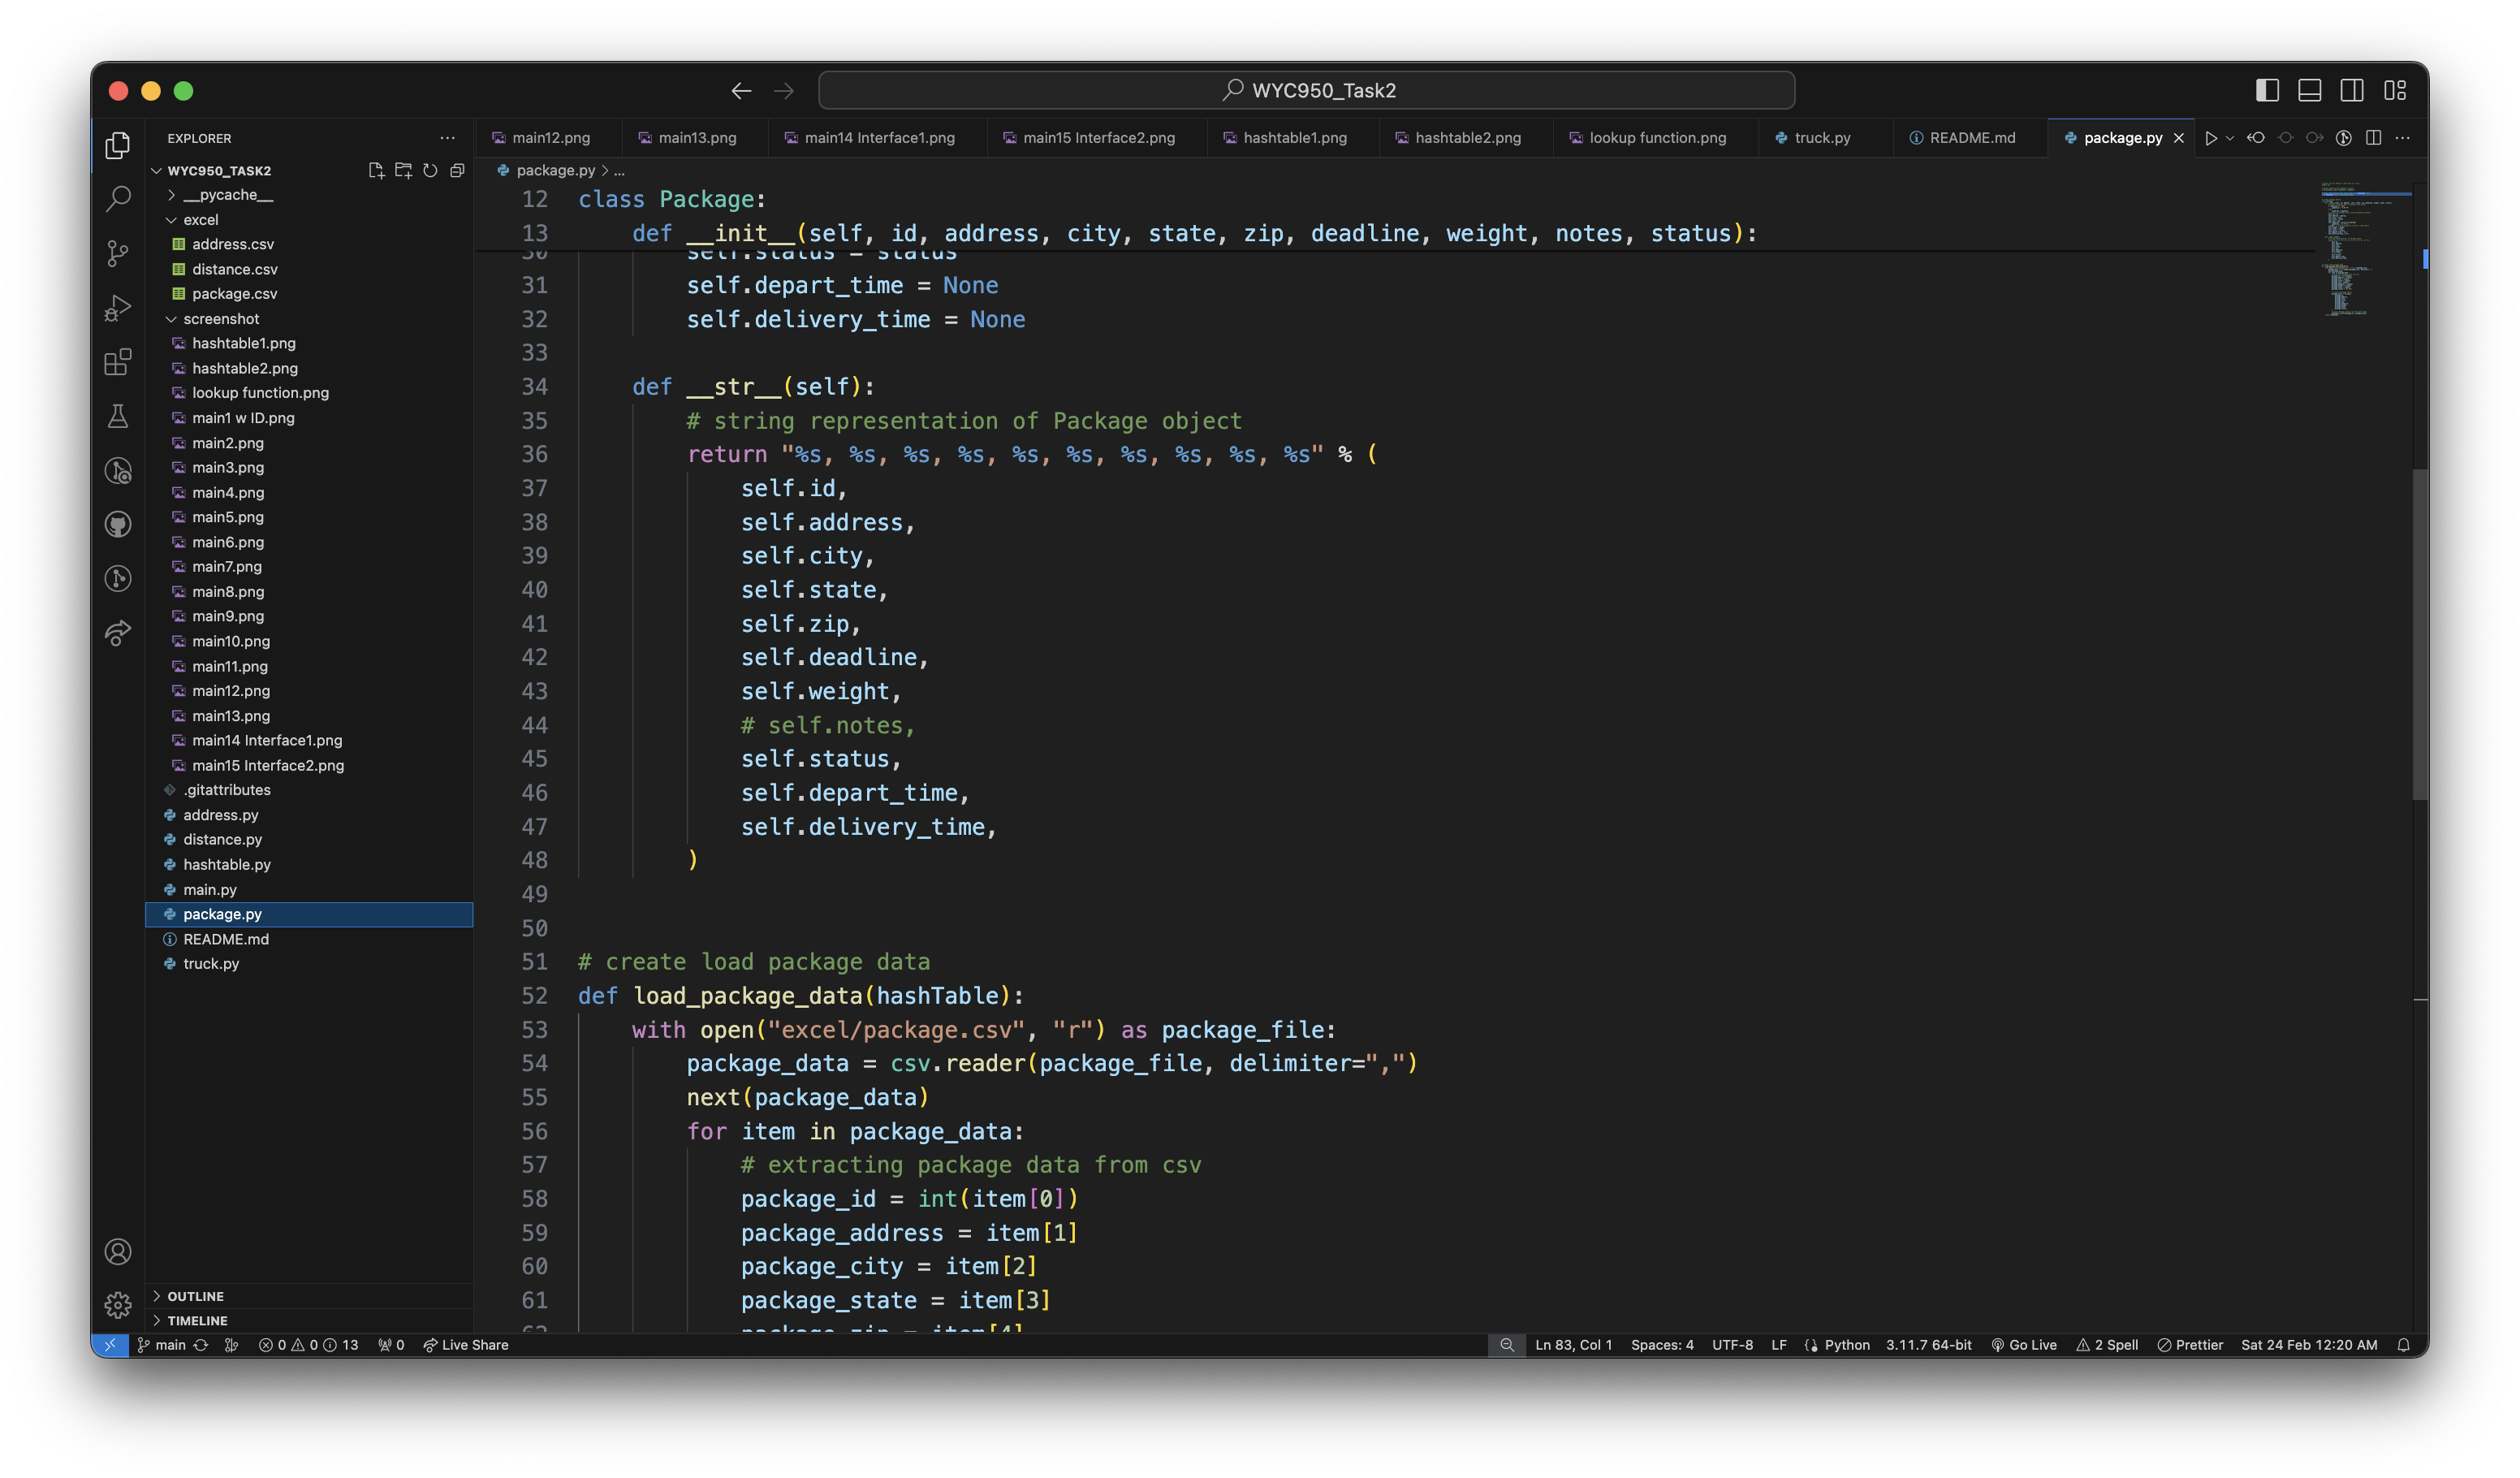 WYC950_Task2
EXPLORER
WYC950_TASK2
__pycache__
excel
address.csv
distance.csv
package.csv
screenshot
hashtable1.png
hashtable2.png
lookup function.png
main1 w ID.png
main2.png
main3.png
main4.png
main5.png
main6.png
main7.png
main8.png
main9.png
main10.png
main11.png
main12.png
main13.png
main14 Interface1.png
main15 Interface2.png
.gitattributes
address.py
distance.py
hashtable.py
main.py
package.py
README.md
truck.py
OUTLINE
TIMELINE
main12.png main13.png main14 Interface1.png main15 Interface2.png hashtable1.png hashtable2.png lookup function.png truck.py README.md package.py
package.py > ...
12 class Package:
13     def __init__(self, id, address, city, state, zip, deadline, weight, notes, status):
30         self.status = status
31         self.depart_time = None
32         self.delivery_time = None
33
34     def __str__(self):
35         # string representation of Package object
36         return "%s, %s, %s, %s, %s, %s, %s, %s, %s, %s" % (
37             self.id,
38             self.address,
39             self.city,
40             self.state,
41             self.zip,
42             self.deadline,
43             self.weight,
44             # self.notes,
45             self.status,
46             self.depart_time,
47             self.delivery_time,
48         )
49
50
51 # create load package data
52 def load_package_data(hashTable):
53     with open("excel/package.csv", "r") as package_file:
54         package_data = csv.reader(package_file, delimiter=",")
55         next(package_data)
56         for item in package_data:
57             # extracting package data from csv
58             package_id = int(item[0])
59             package_address = item[1]
60             package_city = item[2]
61             package_state = item[3]
62             package_zip = item[4]
main 0 0 13 0 Live Share Ln 83, Col 1 Spaces: 4 UTF-8 LF Python 3.11.7 64-bit Go Live 2 Spell Prettier Sat 24 Feb 12:20 AM